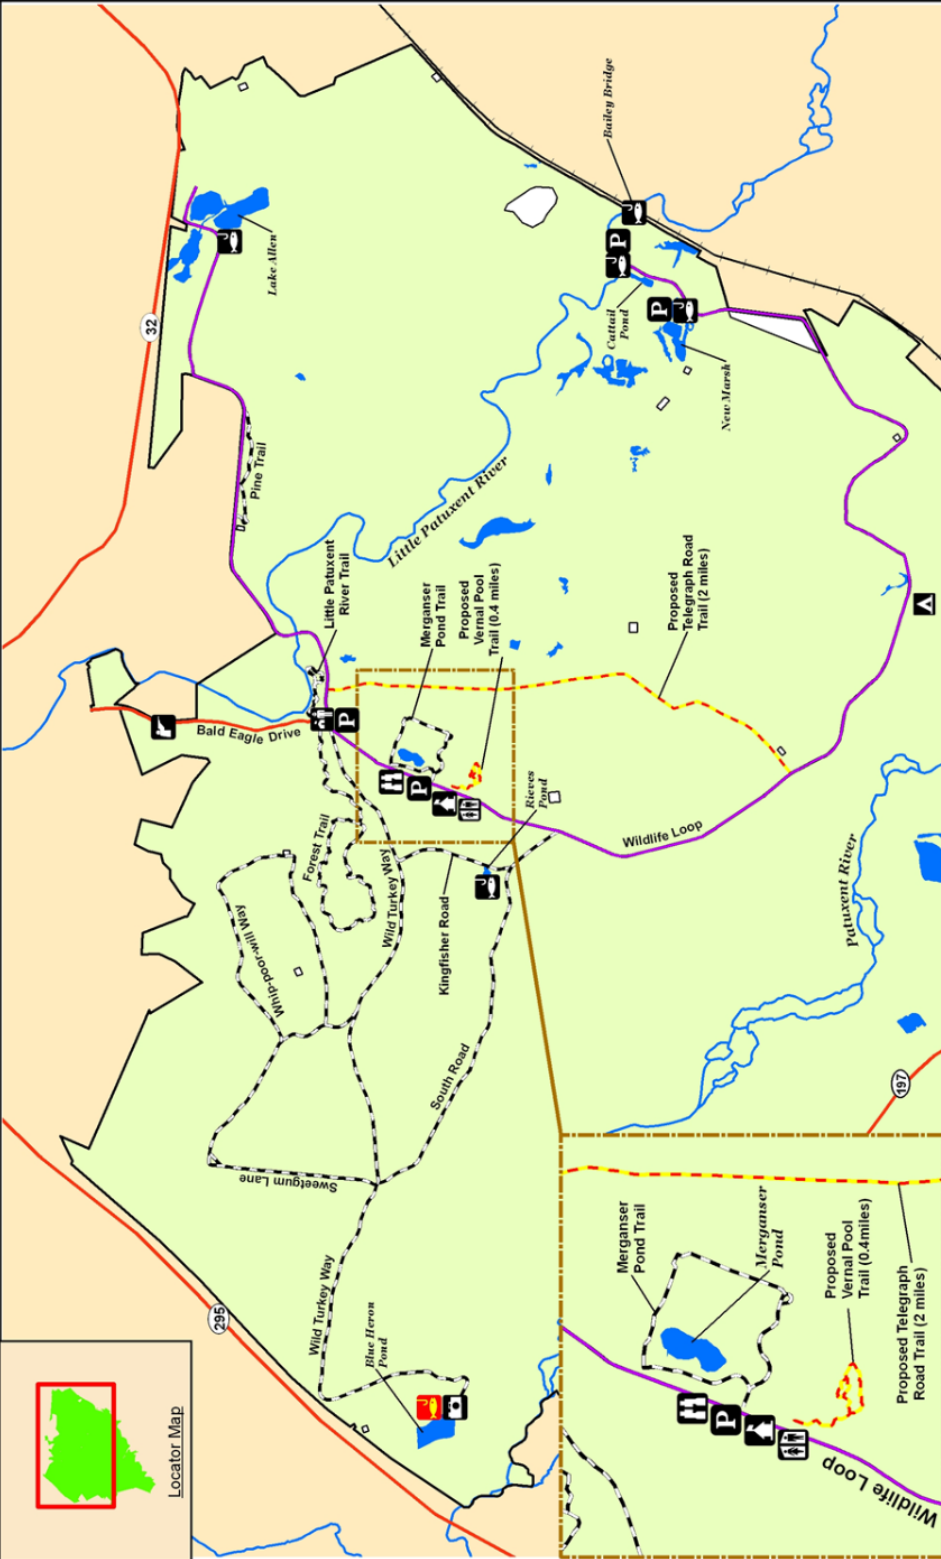 32
Lake Allen
Bailey Bridge
Cattail
Pond
New Marsh
Pine Trail
Little Patuxent River
Little Patuxent
River Trail
Merganser
Pond Trail
Proposed
Vernal Pool
Trail (0.4 miles)
Proposed
Telegraph Road
Trail (2 miles)
Bald Eagle Drive
P
P
P
P
Rieves
Pond
Wildlife Loop
Forest Trail
Wild Turkey Way
Whip-poor-will Way
Kingfisher Road
Patuxent River
South Road
Sweetgum Lane
197
295
Wild Turkey Way
Blue Heron
Pond
Locator Map
Merganser
Pond Trail
Merganser
Pond
Proposed
Vernal Pool
Trail (0.4miles)
Proposed Telegraph
Road Trail (2 miles)
P
Wildlife Loop